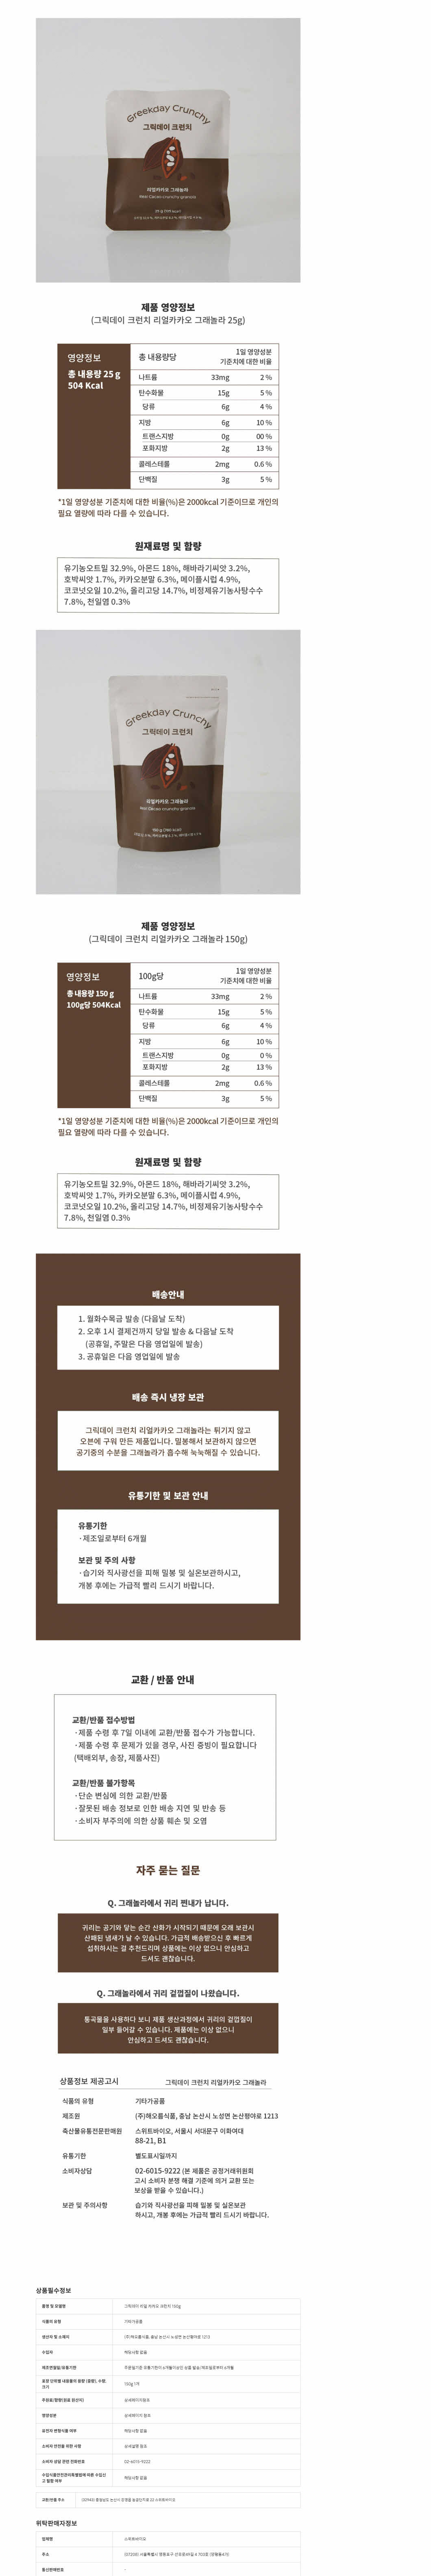 Greekday Crunchy
그릭데이 크런치
리얼카카오 그래놀라
Real Cacao crunchy granola
제품 영양정보
(그릭데이 크런치 리얼카카오 그래놀라 25g)
영양정보
총 내용량 25 g
504 Kcal
총 내용량당
1일 영양성분
기준치에 대한 비율
나트륨 33mg 2 %
탄수화물 15g 5 %
당류 6g 4 %
지방 6g 10 %
트랜스지방 0g 00 %
포화지방 2g 13 %
콜레스테롤 2mg 0.6 %
단백질 3g 5 %
*1일 영양성분 기준치에 대한 비율(%)은 2000kcal 기준이므로 개인의
필요 열량에 따라 다를 수 있습니다.
원재료명 및 함량
유기농오트밀 32.9%, 아몬드 18%, 해바라기씨앗 3.2%,
호박씨앗 1.7%, 카카오분말 6.3%, 메이플시럽 4.9%,
코코넛오일 10.2%, 올리고당 14.7%, 비정제유기농사탕수수
7.8%, 천일염 0.3%
Greekday Crunchy
그릭데이 크런치
리얼카카오 그래놀라
Real Cacao crunchy granola
제품 영양정보
(그릭데이 크런치 리얼카카오 그래놀라 150g)
영양정보
총 내용량 150 g
100g당 504Kcal
100g당
1일 영양성분
기준치에 대한 비율
나트륨 33mg 2 %
탄수화물 15g 5 %
당류 6g 4 %
지방 6g 10 %
트랜스지방 0g 0 %
포화지방 2g 13 %
콜레스테롤 2mg 0.6 %
단백질 3g 5 %
*1일 영양성분 기준치에 대한 비율(%)은 2000kcal 기준이므로 개인의
필요 열량에 따라 다를 수 있습니다.
원재료명 및 함량
유기농오트밀 32.9%, 아몬드 18%, 해바라기씨앗 3.2%,
호박씨앗 1.7%, 카카오분말 6.3%, 메이플시럽 4.9%,
코코넛오일 10.2%, 올리고당 14.7%, 비정제유기농사탕수수
7.8%, 천일염 0.3%
배송안내
1. 월화수목금 발송 (다음날 도착)
2. 오후 1시 결제건까지 당일 발송 & 다음날 도착
(공휴일, 주말은 다음 영업일에 발송)
3. 공휴일은 다음 영업일에 발송
배송 즉시 냉장 보관
그릭데이 크런치 리얼카카오 그래놀라는 튀기지 않고
오븐에 구워 만든 제품입니다. 밀봉해서 보관하지 않으면
공기중의 수분을 그래놀라가 흡수해 눅눅해질 수 있습니다.
유통기한 및 보관 안내
유통기한
· 제조일로부터 6개월
보관 및 주의 사항
· 습기와 직사광선을 피해 밀봉 및 실온보관하시고,
개봉 후에는 가급적 빨리 드시기 바랍니다.
교환 / 반품 안내
교환/반품 접수방법
· 제품 수령 후 7일 이내에 교환/반품 접수가 가능합니다.
· 제품 수령 후 문제가 있을 경우, 사진 증빙이 필요합니다
(택배외부, 송장, 제품사진)
교환/반품 불가항목
· 단순 변심에 의한 교환/반품
· 잘못된 배송 정보로 인한 배송 지연 및 반송 등
· 소비자 부주의에 의한 상품 훼손 및 오염
자주 묻는 질문
Q. 그래놀라에서 귀리 쩐내가 납니다.
귀리는 공기와 닿는 순간 산화가 시작되기 때문에 오래 보관시
산패된 냄새가 날 수 있습니다. 가급적 배송받으신 후 빠르게
섭취하시는 걸 추천드리며 상품에는 이상 없으니 안심하고
드셔도 괜찮습니다.
Q. 그래놀라에서 귀리 겉껍질이 나왔습니다.
통곡물을 사용하다 보니 제품 생산과정에서 귀리의 겉껍질이
일부 들어갈 수 있습니다. 제품에는 이상 없으니
안심하고 드셔도 괜찮습니다.
상품정보 제공고시 그릭데이 크런치 리얼카카오 그래놀라
식품의 유형 기타가공품
제조원 (주)해오름식품, 충남 논산시 노성면 논산평야로 1213
축산물유통전문판매원 스위트바이오, 서울시 서대문구 이화여대
88-21, B1
유통기한 별도표시일까지
소비자상담 02-6015-9222 (본 제품은 공정거래위원회
고시 소비자 분쟁 해결 기준에 의거 교환 또는
보상을 받을 수 있습니다.)
보관 및 주의사항 습기와 직사광선을 피해 밀봉 및 실온보관
하시고, 개봉 후에는 가급적 빨리 드시기 바랍니다.
상품필수정보
품명 및 모델명 그릭데이 리얼 카카오 크런치 150g
식품의 유형 기타가공품
생산자 및 소재지 (주)해오름식품, 충남 논산시 노성면 논산평야로 1213
수입자 해당사항 없음
제조연월일/유통기한
포장 단위별 내용물의 용량 (중량), 수량, 크기 150g 1개
주원료/함량(원료 원산지) 상세페이지참조
영양성분 상세페이지 참조
유전자 변형식품 여부 해당사항 없음
소비자 안전을 위한 사항 상세설명 참조
소비자 상담 관련 전화번호 02-6015-9222
수입식품안전관리특별법에 따른 수입신고 필함 여부 해당사항 없음
교환/반품 주소
위탁판매자정보
업체명 스위트바이오
주소
통신판매번호 -